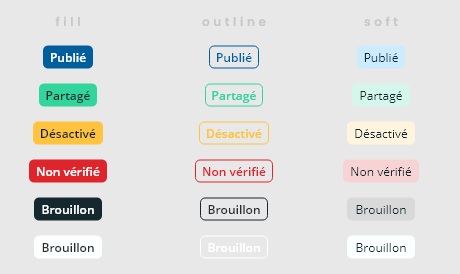 fill outline soft
Publié Publié Publié
Partagé Partagé Partagé
Désactivé Désactivé Désactivé
Non vérifié Non vérifié Non vérifié
Brouillon Brouillon Brouillon
Brouillon Brouillon Brouillon